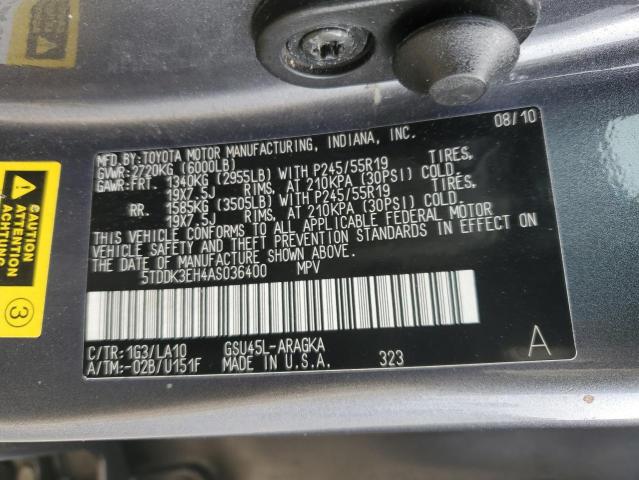 08/10
MFD.BY:TOYOTA MOTOR MANUFACTURING, INDIANA, INC.
GVWR:2720KG (6000LB)
GAWR:FRT. 1340KG (2955LB) WITH P245/55R19 TIRES,
19X7.5J RIMS, AT 210KPA (30PSI) COLD.
RR. 1585KG (3505LB) WITH P245/55R19 TIRES,
19X7.5J RIMS, AT 210KPA (30PSI) COLD.
THIS VEHICLE CONFORMS TO ALL APPLICABLE FEDERAL MOTOR
VEHICLE SAFETY AND THEFT PREVENTION STANDARDS IN EFFECT ON
THE DATE OF MANUFACTURE SHOWN ABOVE.
5TDDK3EH4AS036400 MPV
C/TR:1G3/LA10 GSU45L-ARAGKA
A/TM:-02B/U151F MADE IN U.S.A. 323
A
CAUTION
ATTENTION
ACHTUNG
3